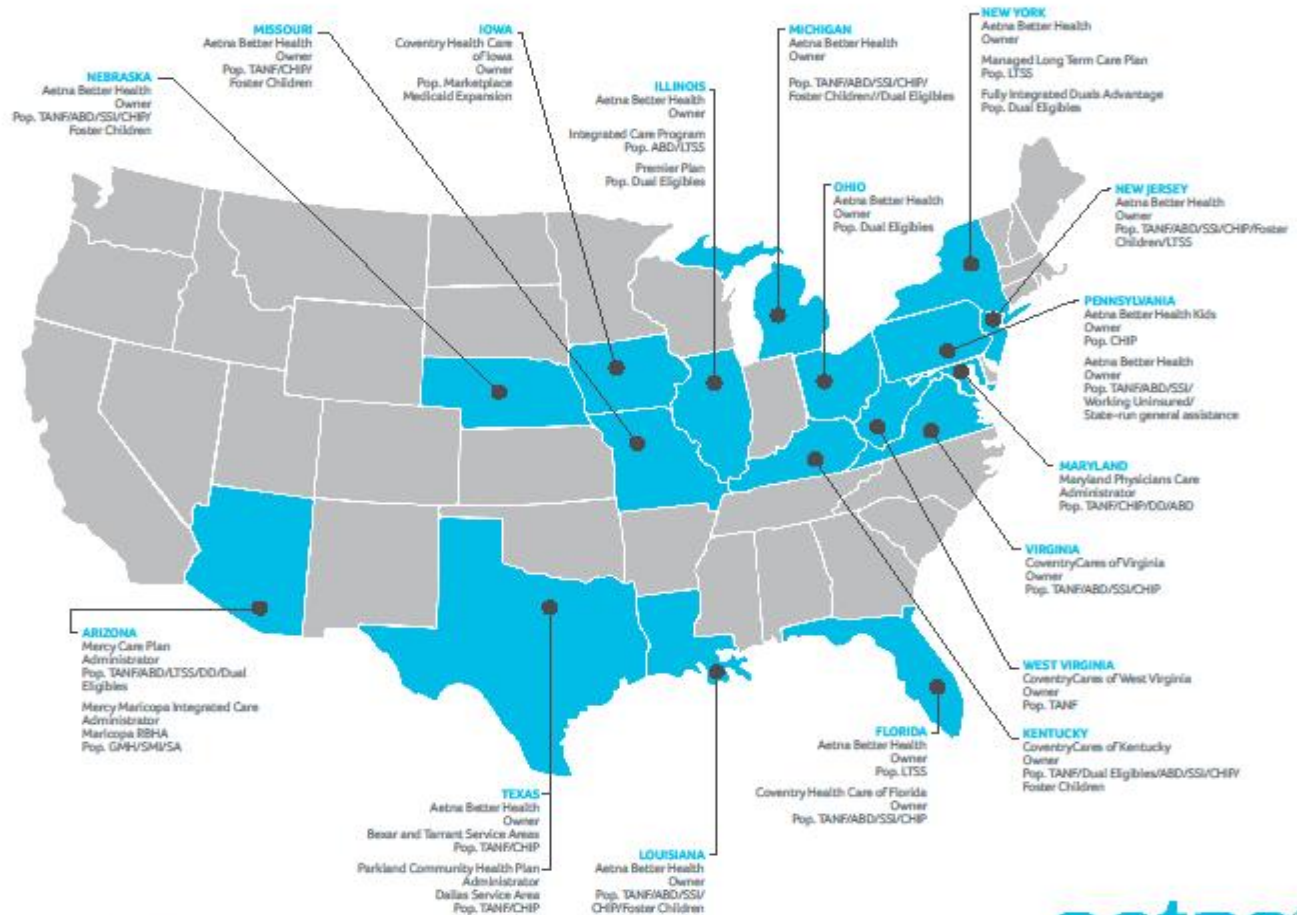 MISSOURI
Aetna Better Health
Owner
Pop. TANF/CHIP/
Foster Children
IOWA
Coventry Health Care
of Iowa
Owner
Pop. Marketplace
Medicaid Expansion
MICHIGAN
Aetna Better Health
Owner
Pop. TANF/ABD/SSI/CHIP/
Foster Children//Dual Eligibles
NEW YORK
Aetna Better Health
Owner
Managed Long Term Care Plan
Pop. LTSS
Fully Integrated Duals Advantage
Pop. Dual Eligibles
NEBRASKA
Aetna Better Health
Owner
Pop. TANF/ABD/SSI/CHIP/
Foster Children
ILLINOIS
Aetna Better Health
Owner
Integrated Care Program
Pop. ABD/LTSS
Premier Plan
Pop. Dual Eligibles
OHIO
Aetna Better Health
Owner
Pop. Dual Eligibles
NEW JERSEY
Aetna Better Health
Owner
Pop. TANF/ABD/SSI/CHIP/Foster
Children/LTSS
PENNSYLVANIA
Aetna Better Health Kids
Owner
Pop. CHIP
Aetna Better Health
Owner
Pop. TANF/ABD/SSI/
Working Uninsured/
State-run general assistance
MARYLAND
Maryland Physicians Care
Administrator
Pop. TANF/CHIP/DD/ABD
VIRGINIA
CoventryCares of Virginia
Owner
Pop. TANF/ABD/SSI/CHIP
WEST VIRGINIA
CoventryCares of West Virginia
Owner
Pop. TANF
KENTUCKY
CoventryCares of Kentucky
Owner
Pop. TANF/Dual Eligibles/ABD/SSI/CHIP/
Foster Children
ARIZONA
Mercy Care Plan
Administrator
Pop. TANF/ABD/LTSS/DD/Dual
Eligibles
Mercy Maricopa Integrated Care
Administrator
Maricopa RBHA
Pop. GMH/SMI/SA
FLORIDA
Aetna Better Health
Owner
Pop. LTSS
Coventry Health Care of Florida
Owner
Pop. TANF/ABD/SSI/CHIP
TEXAS
Aetna Better Health
Owner
Bexar and Tarrant Service Areas
Pop. TANF/CHIP
Parkland Community Health Plan
Administrator
Dallas Service Area
Pop. TANF/CHIP
LOUISIANA
Aetna Better Health
Owner
Pop. TANF/ABD/SSI/
CHIP/Foster Children